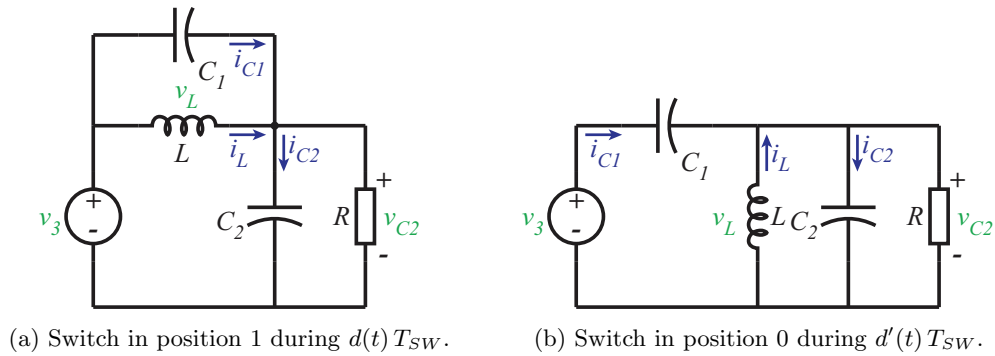 C1
iC1
vL
L
iL
iC2
v3
+
-
C2
R
+
vC2
-
(a) Switch in position 1 during d(t) TSW.
iC1
C1
iL
iC2
v3
+
-
vL
L
C2
R
+
vC2
-
(b) Switch in position 0 during d′(t) TSW.